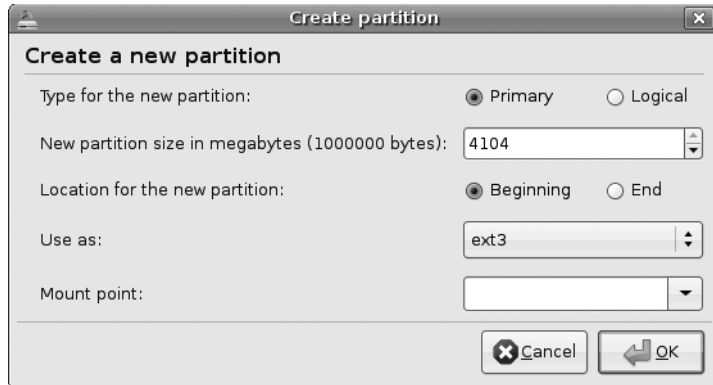 Create partition
Create a new partition
Type for the new partition: Primary Logical
New partition size in megabytes (1000000 bytes): 4104
Location for the new partition: Beginning End
Use as: ext3
Mount point:
Cancel OK